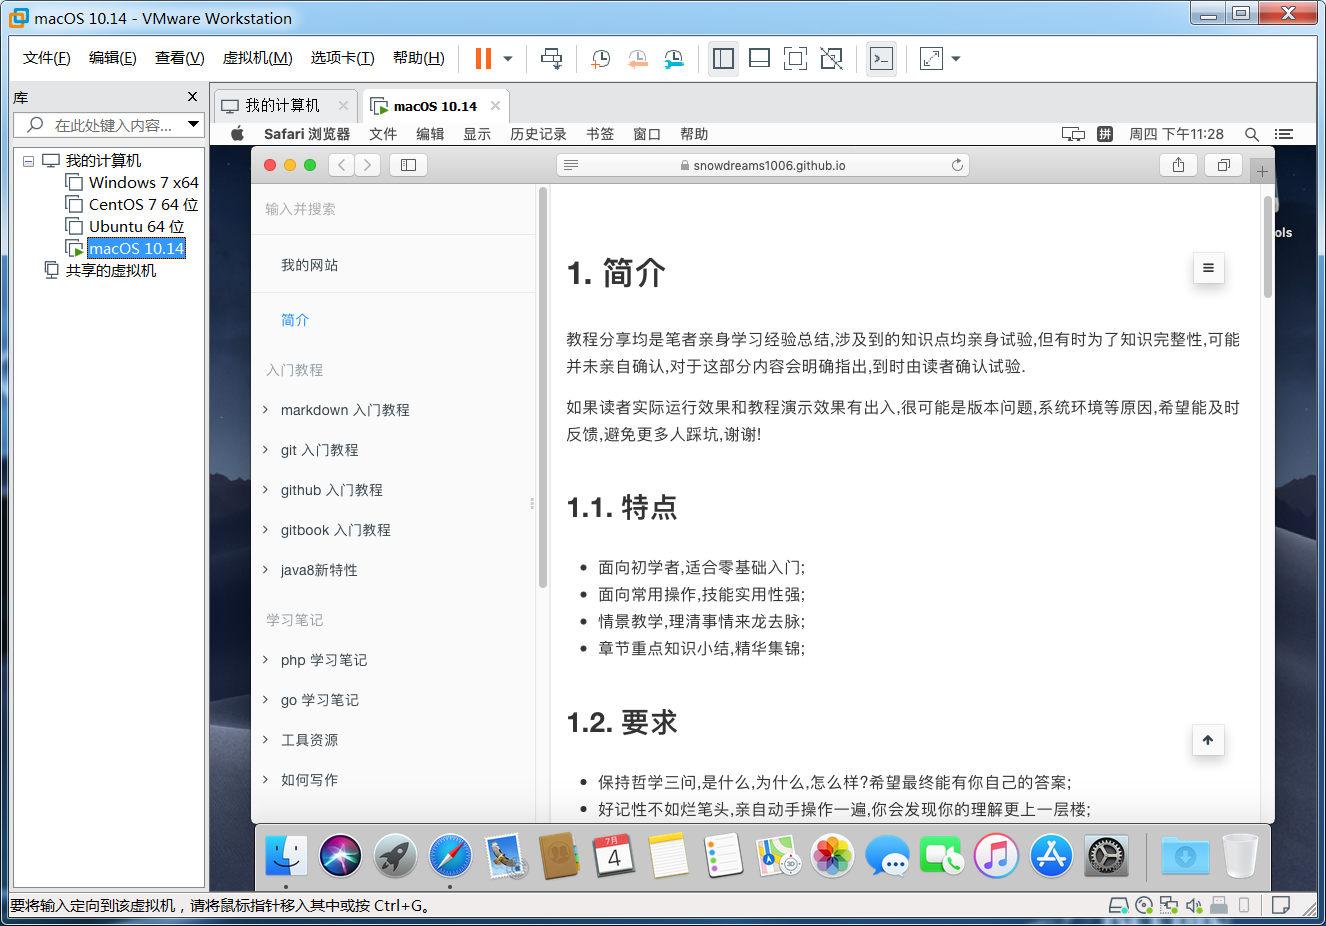 macOS 10.14 - VMware Workstation
文件(F) 编辑(E) 查看(V) 虚拟机(M) 选项卡(T) 帮助(H)
库
在此处键入内容...
我的计算机
Windows 7 x64
CentOS 7 64 位
Ubuntu 64 位
macOS 10.14
共享的虚拟机
我的计算机 macOS 10.14
Safari 浏览器 文件 编辑 显示 历史记录 书签 窗口 帮助 拼 周四 下午11:28
snowdreams1006.github.io
ols
输入并搜索
我的网站
简介
入门教程
markdown 入门教程
git 入门教程
github 入门教程
gitbook 入门教程
java8新特性
学习笔记
php 学习笔记
go 学习笔记
工具资源
如何写作
1. 简介
教程分享均是笔者亲身学习经验总结,涉及到的知识点均亲身试验,但有时为了知识完整性,可能
并未亲自确认,对于这部分内容会明确指出,到时由读者确认试验.
如果读者实际运行效果和教程演示效果有出入,很可能是版本问题,系统环境等原因,希望能及时
反馈,避免更多人踩坑,谢谢!
1.1. 特点
面向初学者,适合零基础入门;
面向常用操作,技能实用性强;
情景教学,理清事情来龙去脉;
章节重点知识小结,精华集锦;
1.2. 要求
保持哲学三问,是什么,为什么,怎么样?希望最终能有你自己的答案;
好记性不如烂笔头,亲自动手操作一遍,你会发现你的理解更上一层楼;
7月
4
3D
要将输入定向到该虚拟机，请将鼠标指针移入其中或按 Ctrl+G。